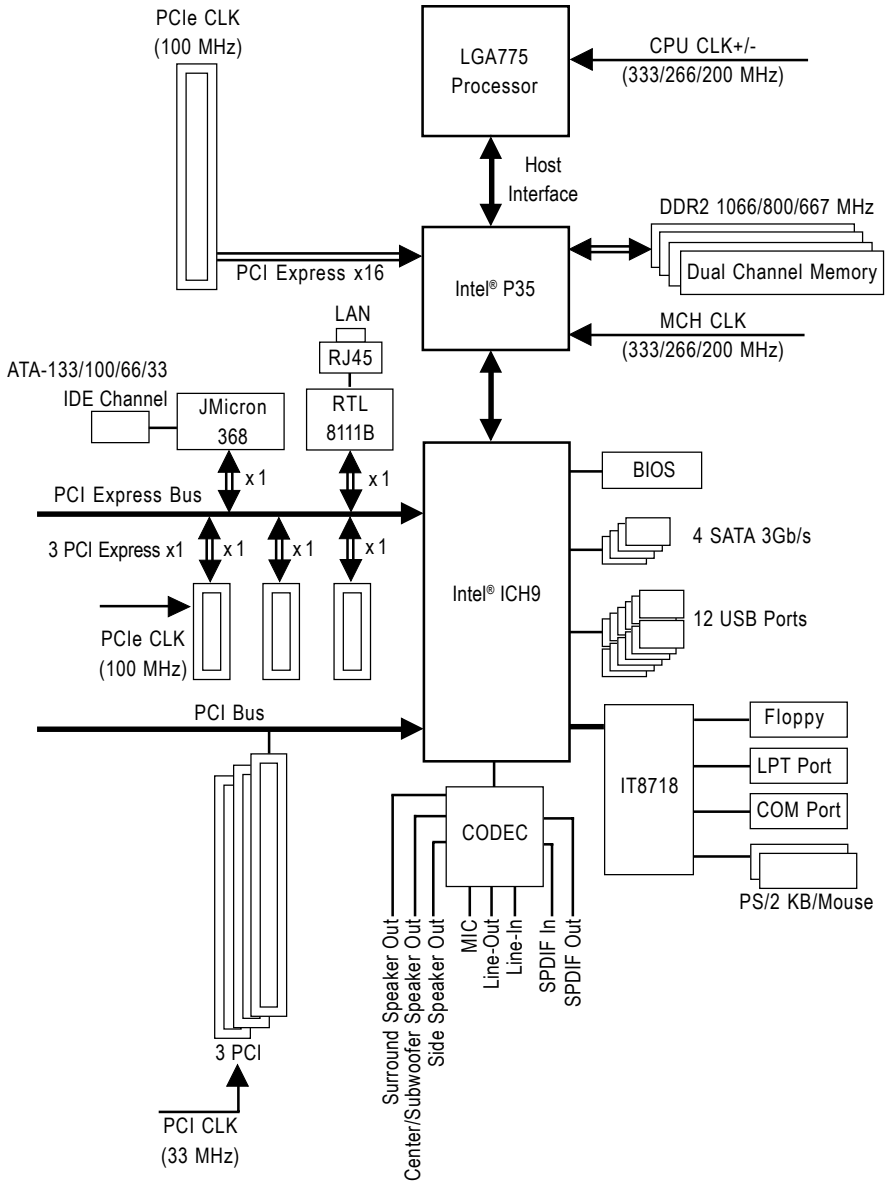 PCIe CLK
(100 MHz)
LGA775
Processor
CPU CLK+/-
(333/266/200 MHz)
Host
Interface
DDR2 1066/800/667 MHz
Dual Channel Memory
PCI Express x16
Intel® P35
MCH CLK
(333/266/200 MHz)
LAN
RJ45
ATA-133/100/66/33
IDE Channel
JMicron
368
RTL
8111B
x 1
x 1
PCI Express Bus
BIOS
3 PCI Express x1
x 1
x 1
x 1
4 SATA 3Gb/s
Intel® ICH9
12 USB Ports
PCIe CLK
(100 MHz)
PCI Bus
Floppy
LPT Port
IT8718
COM Port
CODEC
PS/2 KB/Mouse
Surround Speaker Out
Center/Subwoofer Speaker Out
Side Speaker Out
MIC
Line-Out
Line-In
SPDIF In
SPDIF Out
3 PCI
PCI CLK
(33 MHz)